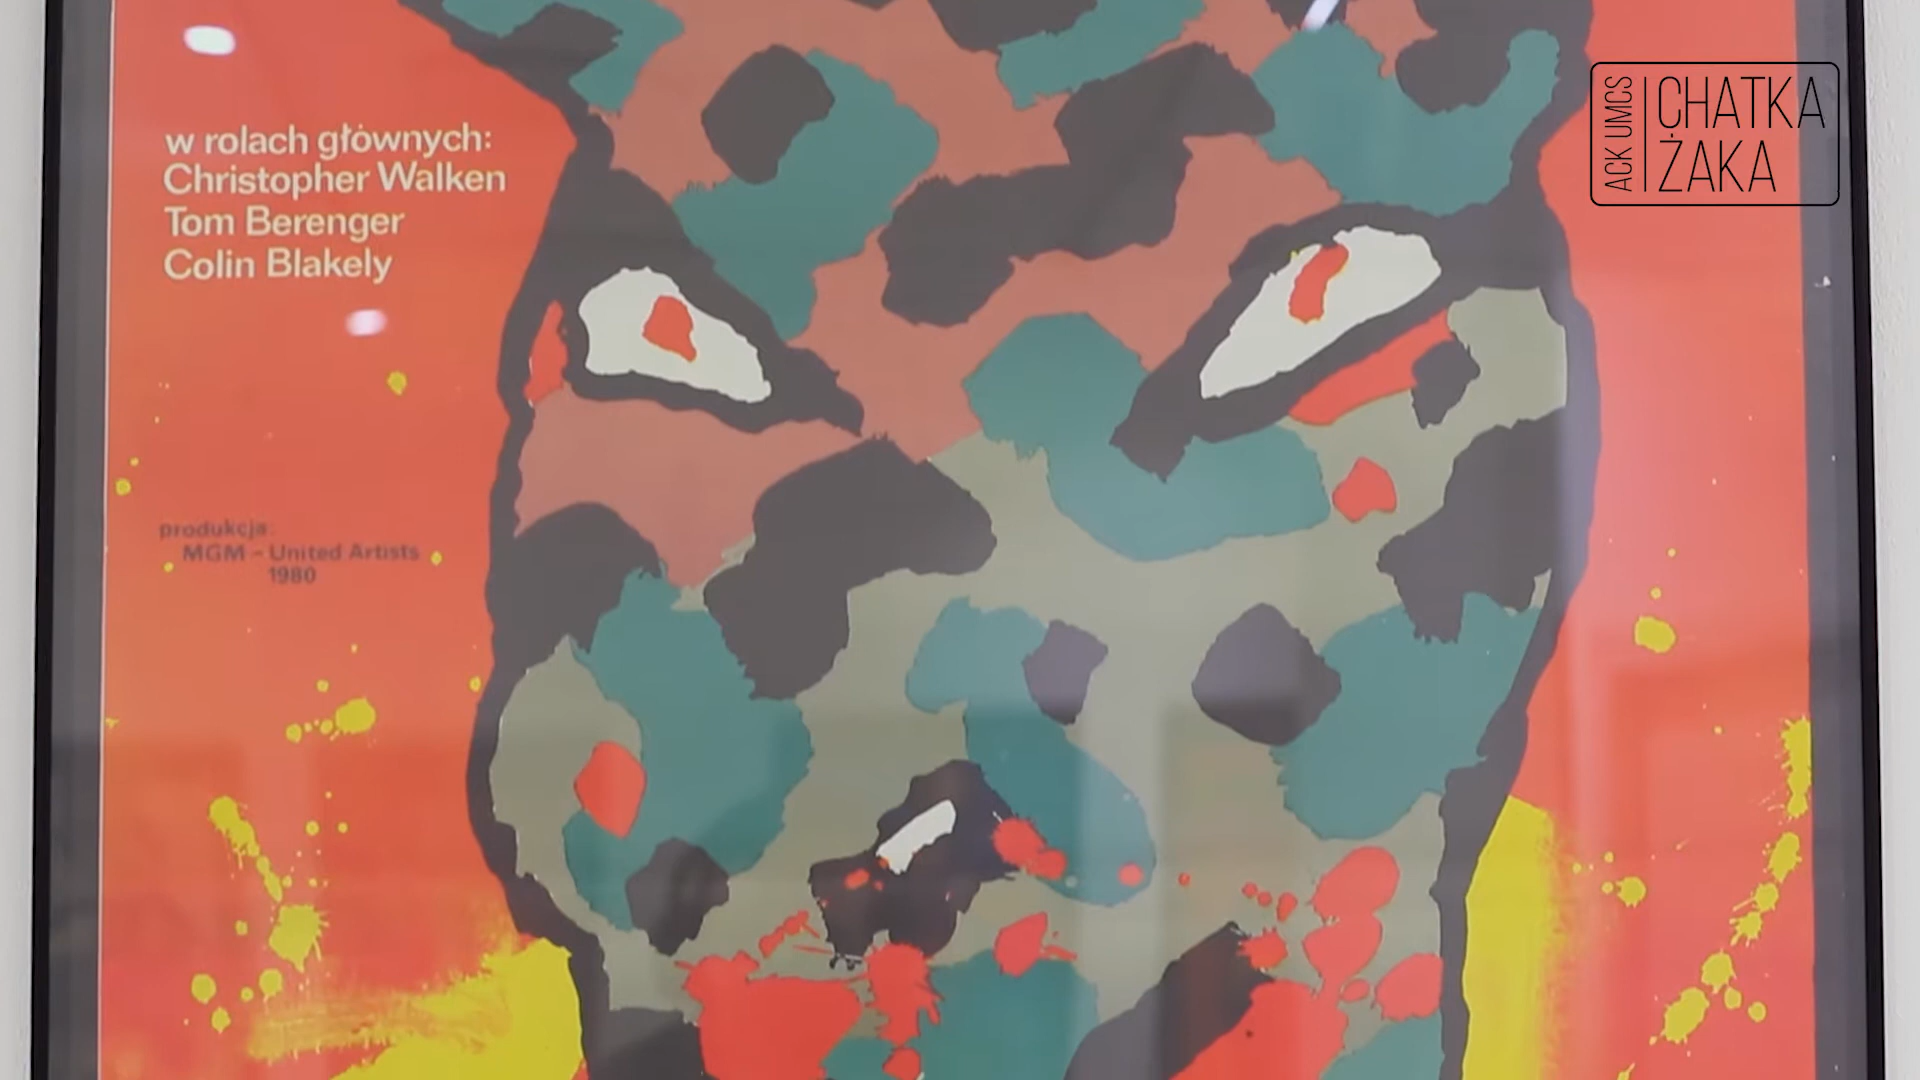 w rolach głównych:
Christopher Walken
Tom Berenger
Colin Blakely
produkcja:
MGM – United Artists
1980
ACK UMCS
CHATKA
ŻAKA